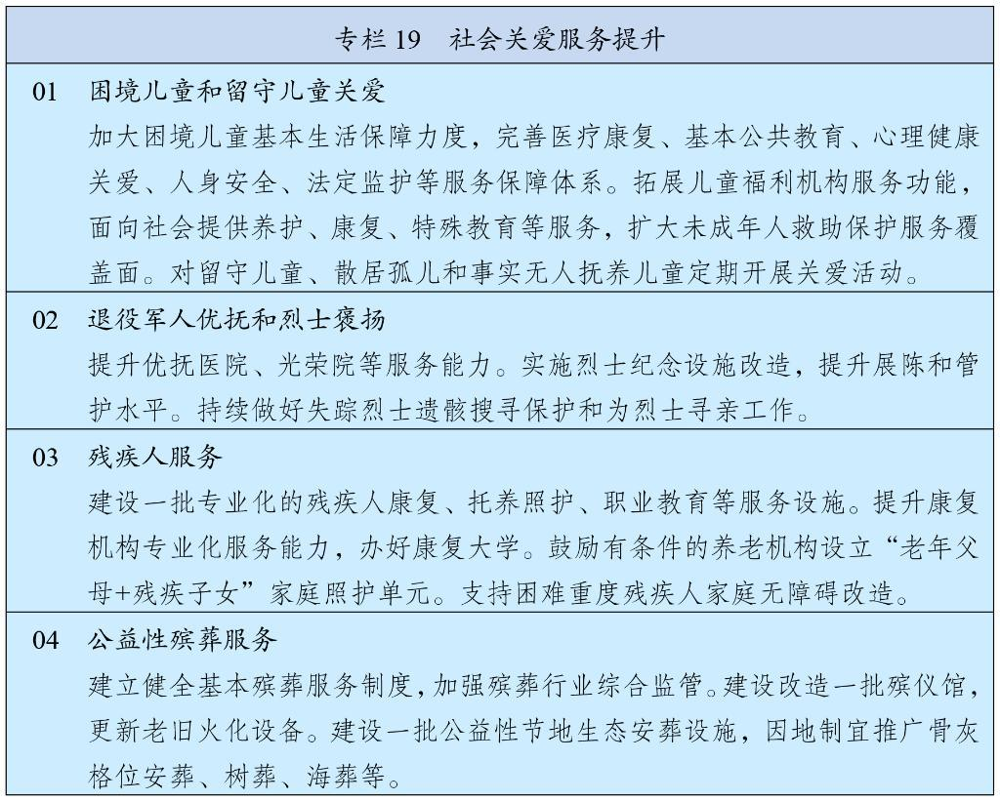 专栏 19　社会关爱服务提升
01　困境儿童和留守儿童关爱
加大困境儿童基本生活保障力度，完善医疗康复、基本公共教育、心理健康
关爱、人身安全、法定监护等服务保障体系。拓展儿童福利机构服务功能，
面向社会提供养护、康复、特殊教育等服务，扩大未成年人救助保护服务覆
盖面。对留守儿童、散居孤儿和事实无人抚养儿童定期开展关爱活动。
02　退役军人优抚和烈士褒扬
提升优抚医院、光荣院等服务能力。实施烈士纪念设施改造，提升展陈和管
护水平。持续做好失踪烈士遗骸搜寻保护和为烈士寻亲工作。
03　残疾人服务
建设一批专业化的残疾人康复、托养照护、职业教育等服务设施。提升康复
机构专业化服务能力，办好康复大学。鼓励有条件的养老机构设立“老年父
母+残疾子女”家庭照护单元。支持困难重度残疾人家庭无障碍改造。
04　公益性殡葬服务
建立健全基本殡葬服务制度，加强殡葬行业综合监管。建设改造一批殡仪馆，
更新老旧火化设备。建设一批公益性节地生态安葬设施，因地制宜推广骨灰
格位安葬、树葬、海葬等。